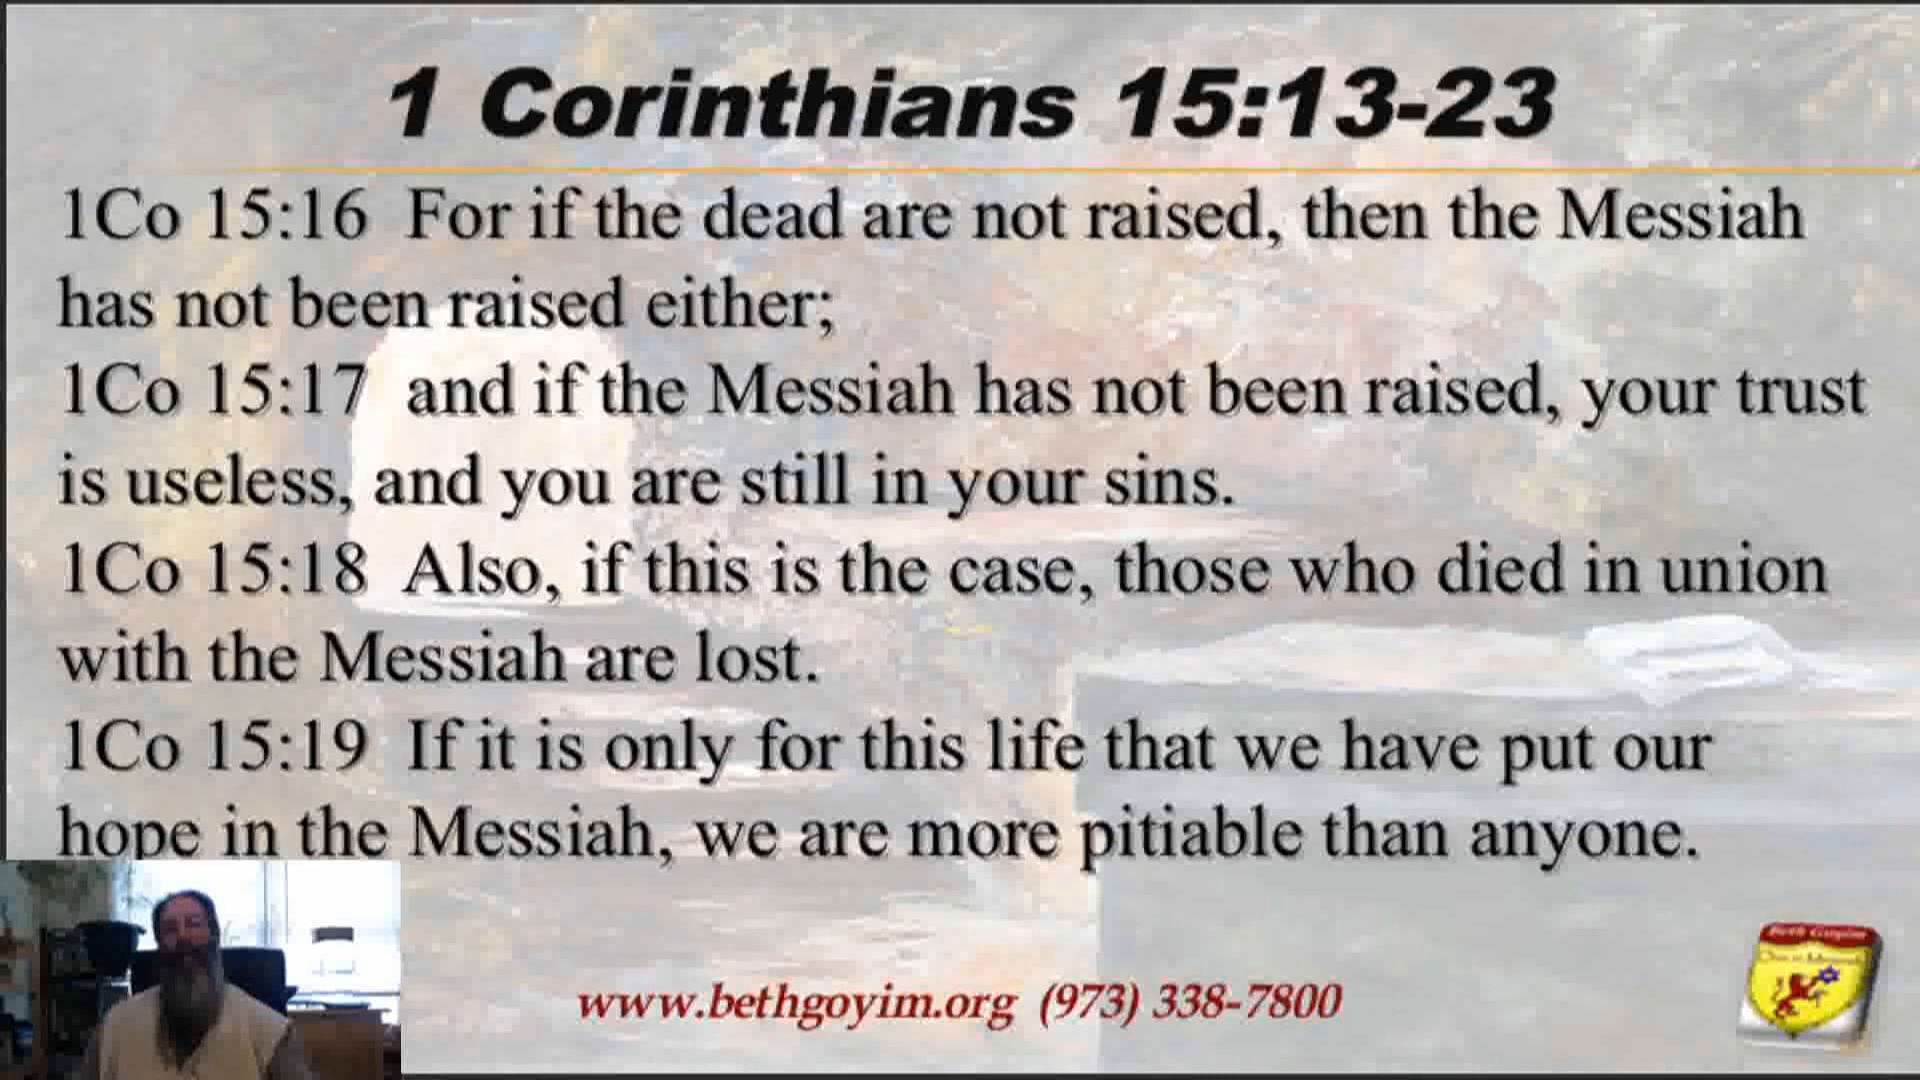 1 Corinthians 15:13-23
1Co 15:16 For if the dead are not raised, then the Messiah
has not been raised either;
1Co 15:17 and if the Messiah has not been raised, your trust
is useless, and you are still in your sins.
1Co 15:18 Also, if this is the case, those who died in union
with the Messiah are lost.
1Co 15:19 If it is only for this life that we have put our
hope in the Messiah, we are more pitiable than anyone.
www.bethgoyim.org (973) 338-7800
Beth Goyim